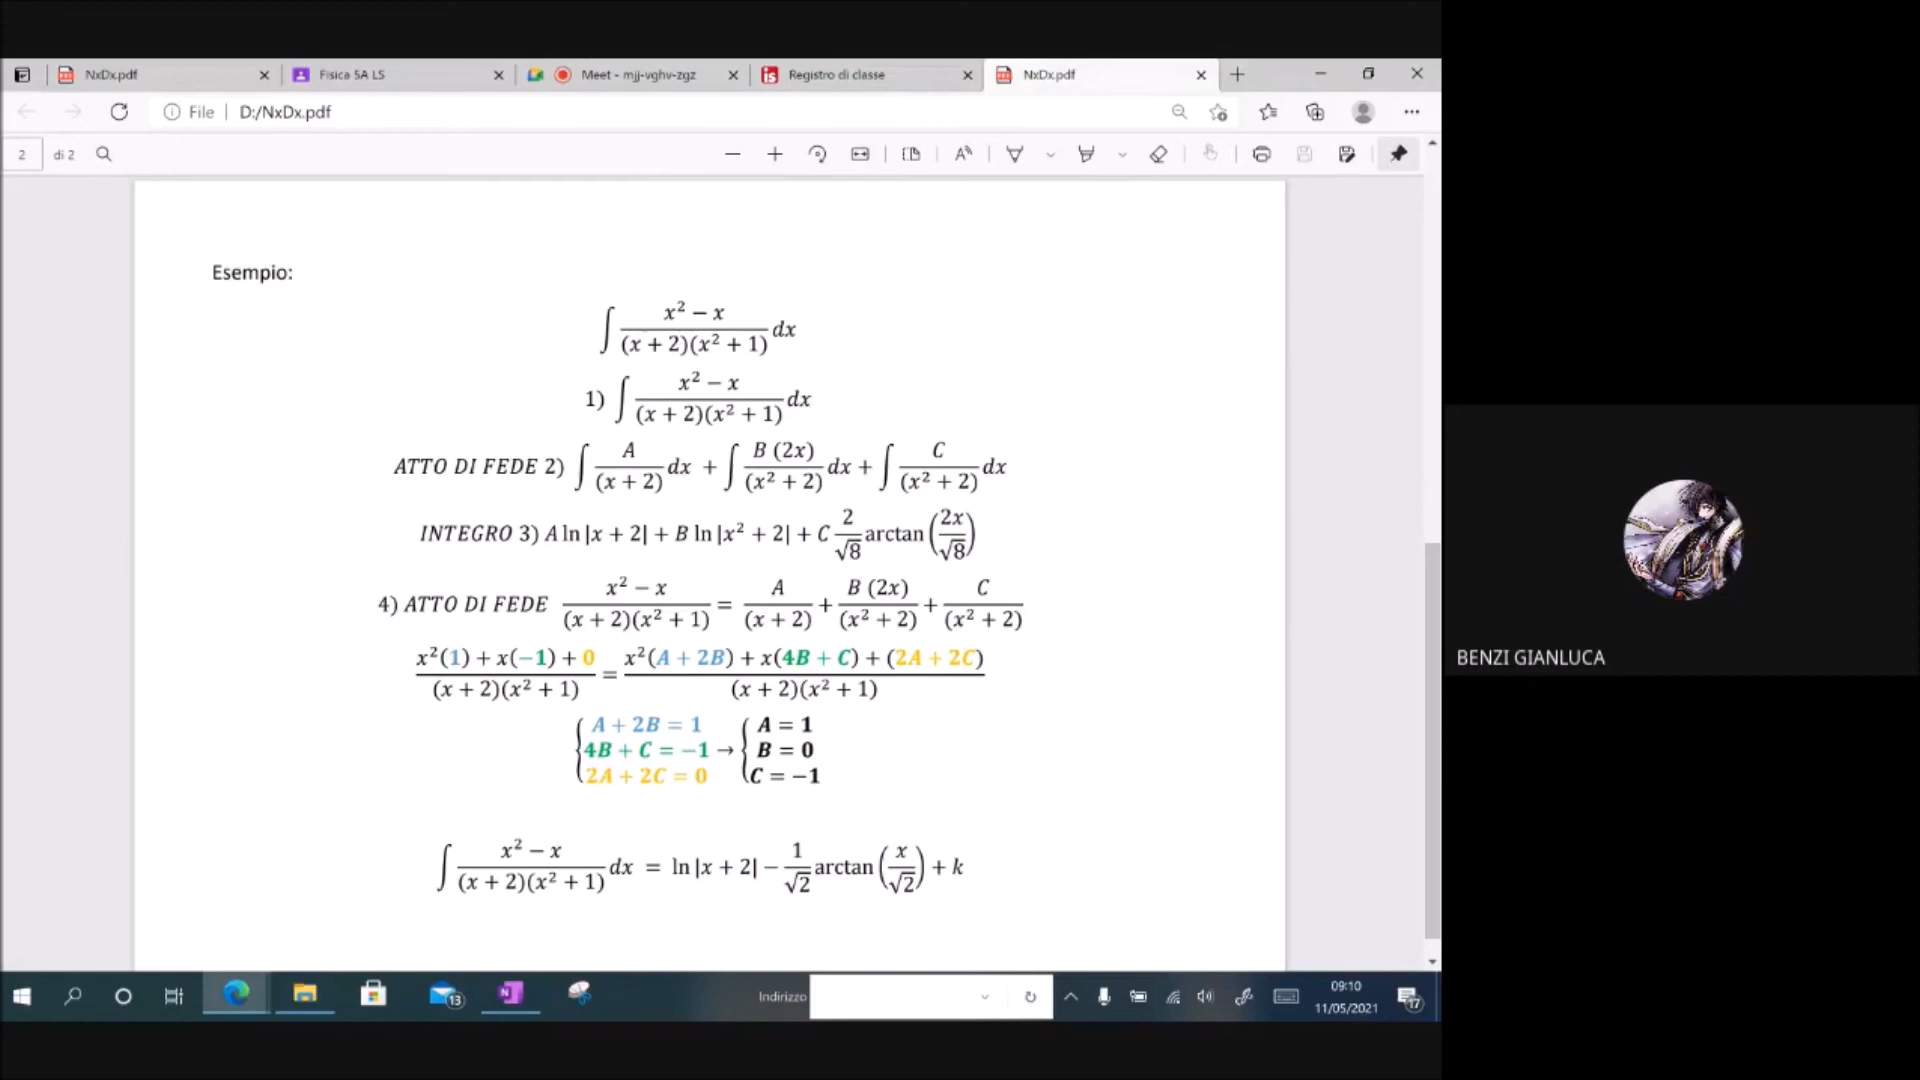 NxDx.pdf
Fisica 5A LS
Meet - mjj-vghv-zgz
Registro di classe
NxDx.pdf
File | D:/NxDx.pdf
2 di 2
Esempio:
∫ (x² − x)/((x + 2)(x² + 1)) dx
1) ∫ (x² − x)/((x + 2)(x² + 1)) dx
ATTO DI FEDE 2) ∫ A/(x + 2) dx + ∫ B (2x)/(x² + 2) dx + ∫ C/(x² + 2) dx
INTEGRO 3) A ln|x + 2| + B ln|x² + 2| + C 2/√8 arctan(2x/√8)
4) ATTO DI FEDE (x² − x)/((x + 2)(x² + 1)) = A/(x + 2) + B (2x)/(x² + 2) + C/(x² + 2)
(x²(1) + x(−1) + 0)/((x + 2)(x² + 1)) = (x²(A + 2B) + x(4B + C) + (2A + 2C))/((x + 2)(x² + 1))
{ A + 2B = 1 { A = 1
4B + C = −1 → B = 0
2A + 2C = 0 C = −1
∫ (x² − x)/((x + 2)(x² + 1)) dx = ln|x + 2| − 1/√2 arctan(x/√2) + k
BENZI GIANLUCA
13
Indirizzo
09:10
11/05/2021
17